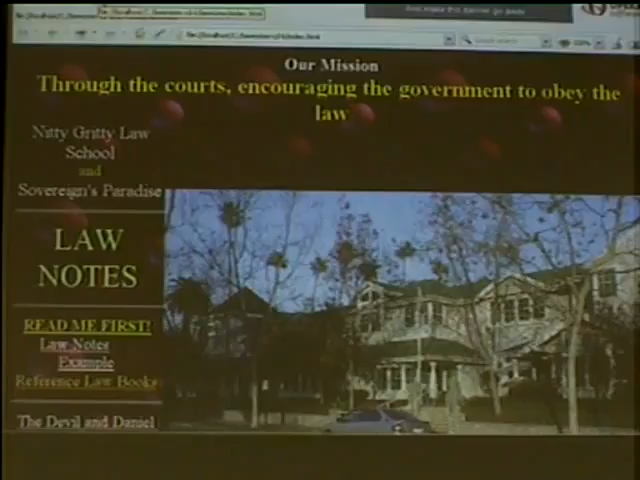 Our Mission
Through the courts, encouraging the government to obey the
law
Nitty Gritty Law
School
and
Sovereign's Paradise
LAW
NOTES
READ ME FIRST!
Law Notes
Example
Reference Law Books
The Devil and Daniel